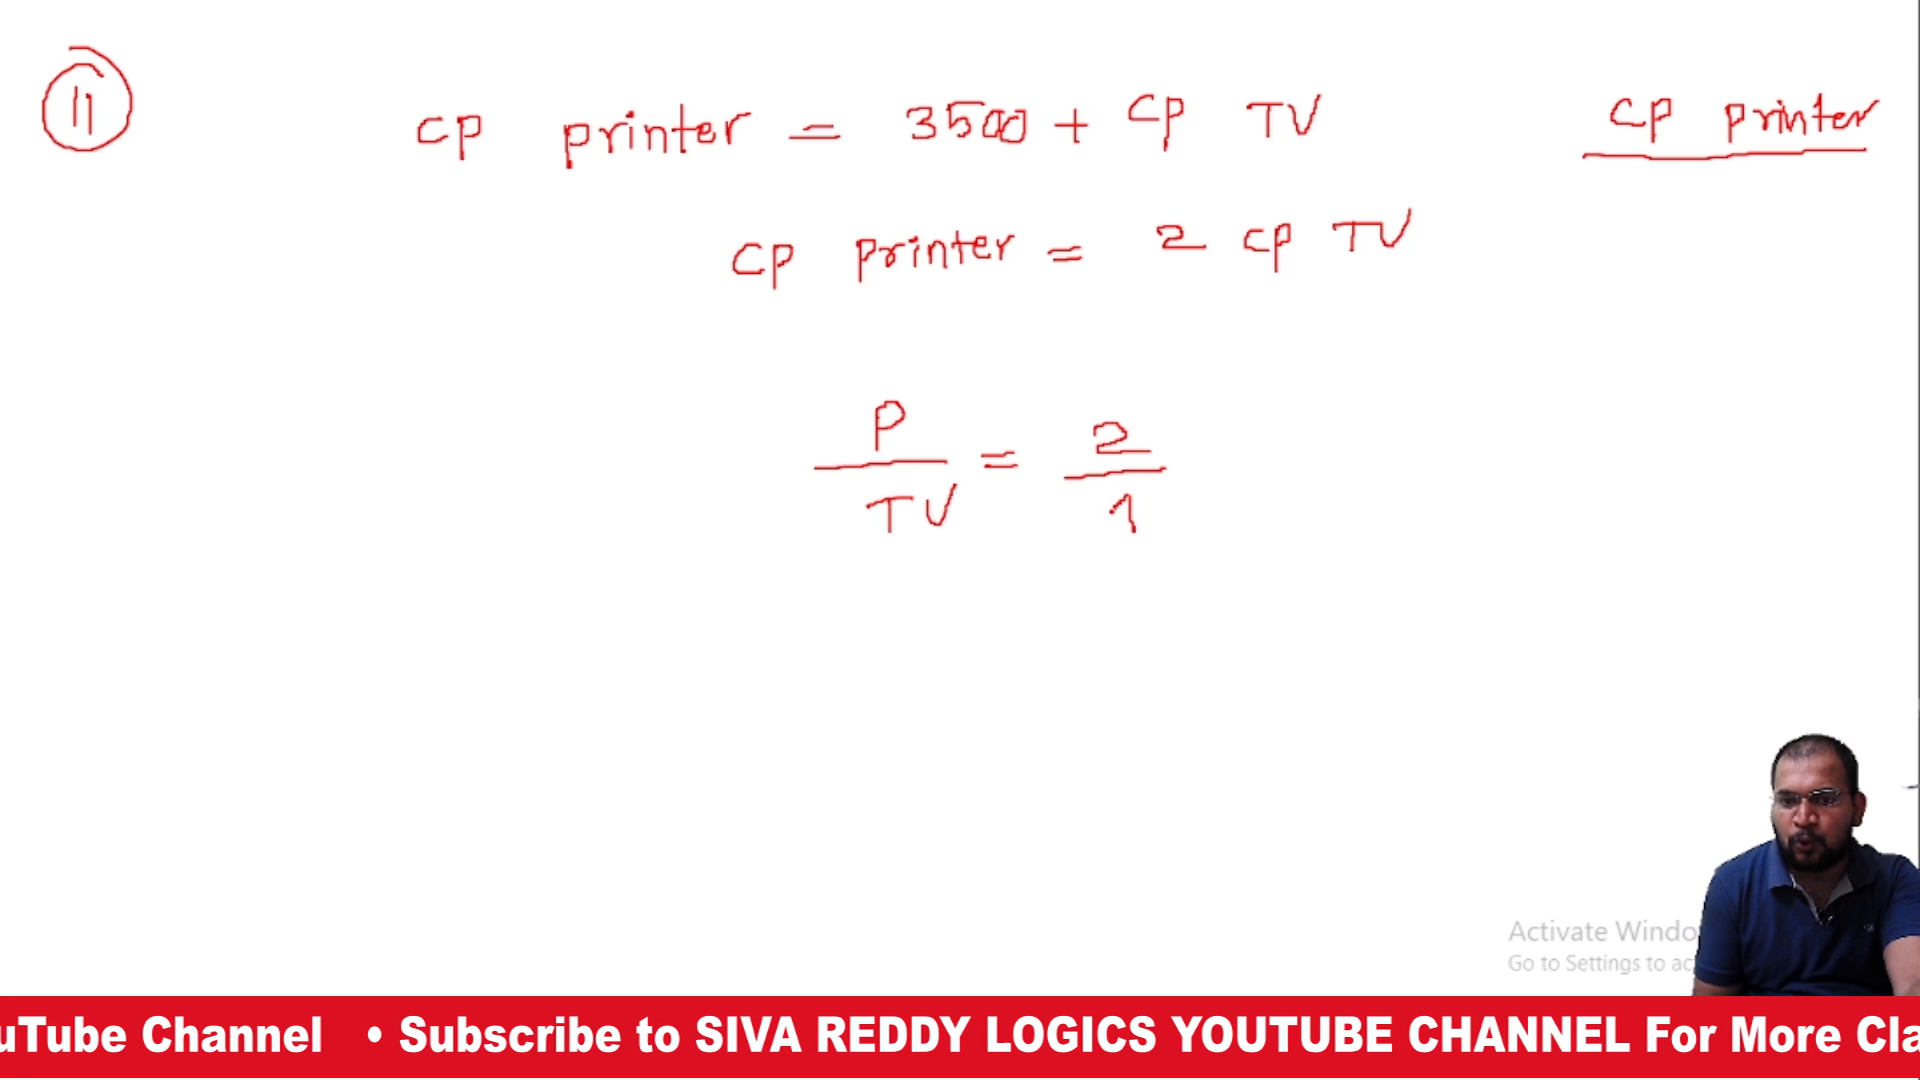 11
CP printer = 3500 + CP TV
CP printer
CP printer = 2 CP TV
P / TV = 2 / 1
Activate Windo
Go to Settings to ac
uTube Channel • Subscribe to SIVA REDDY LOGICS YOUTUBE CHANNEL For More Cla